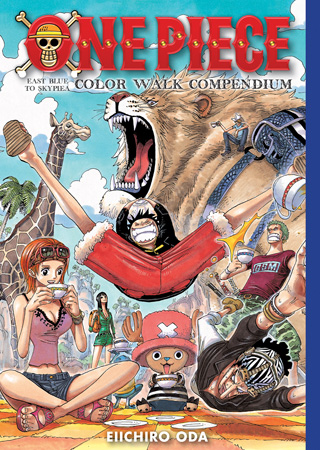 ONE PIECE
EAST BLUE
TO SKYPIEA
COLOR WALK COMPENDIUM
EIICHIRO ODA